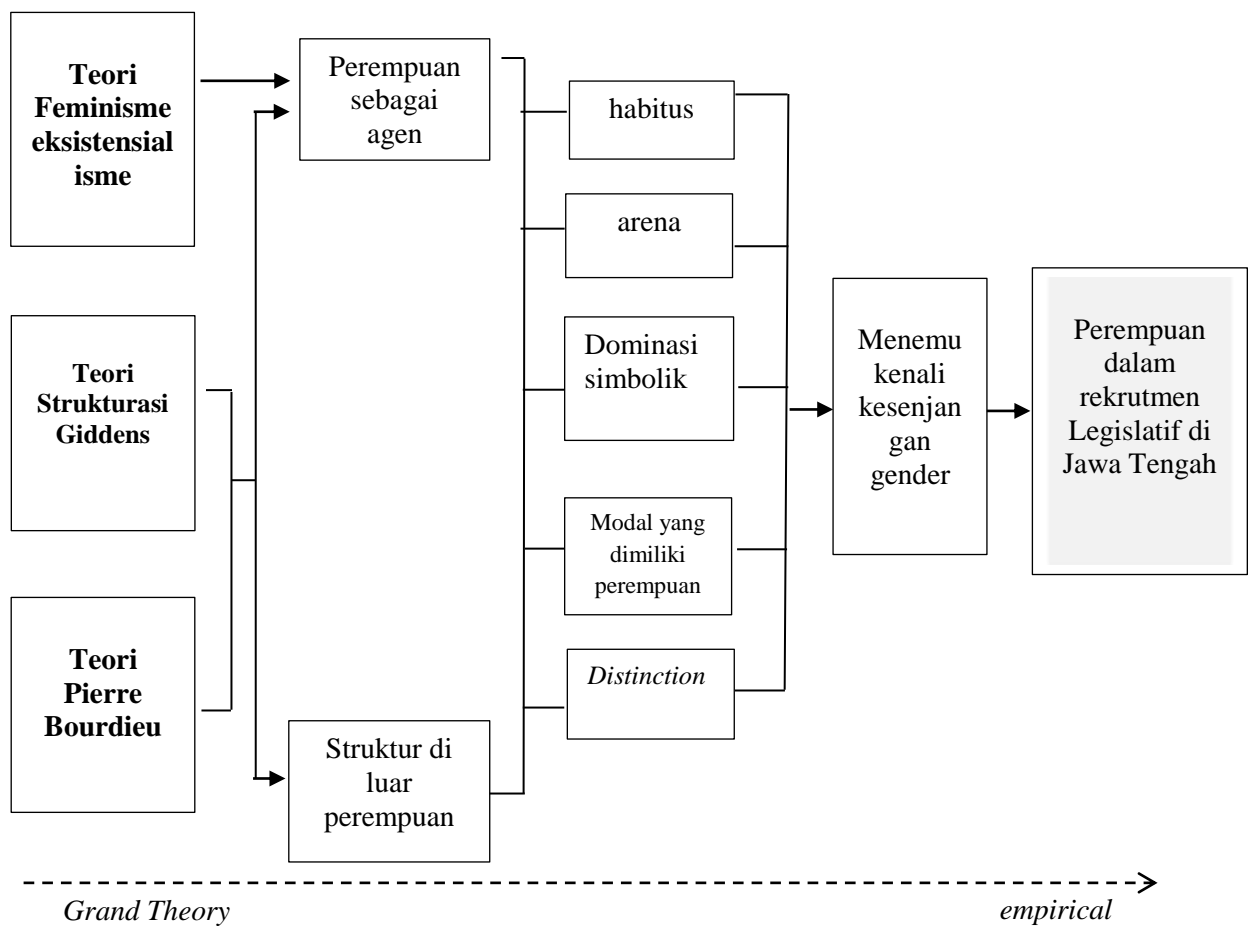 Teori
Feminisme
eksistensial
isme
Teori
Strukturasi
Giddens
Teori
Pierre
Bourdieu
Perempuan
sebagai
agen
Struktur di
luar
perempuan
habitus
arena
Dominasi
simbolik
Modal yang
dimiliki
perempuan
Distinction
Menemu
kenali
kesenjan
gan
gender
Perempuan
dalam
rekrutmen
Legislatif di
Jawa Tengah
Grand Theory
empirical